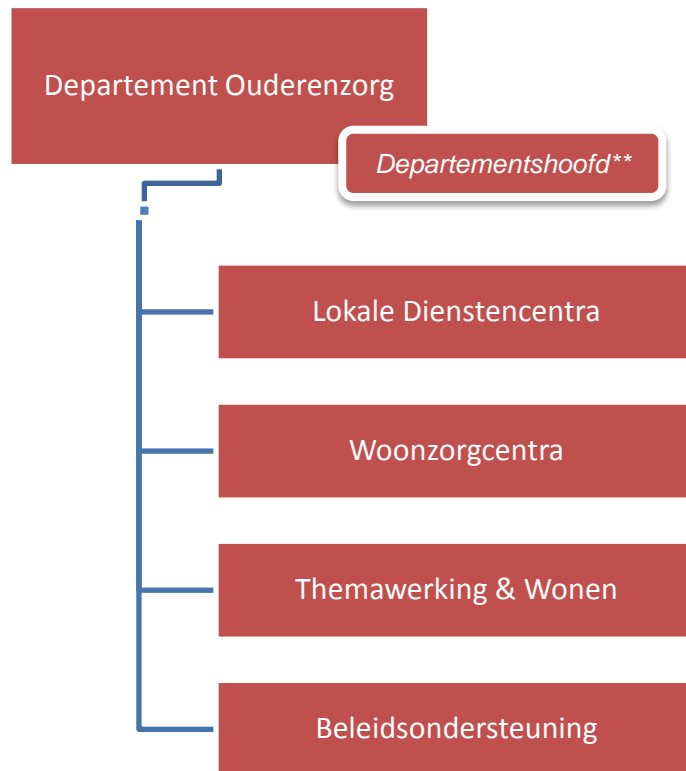 Departement Ouderenzorg
Departementshoofd**
Lokale Dienstencentra
Woonzorgcentra
Themawerking & Wonen
Beleidsondersteuning